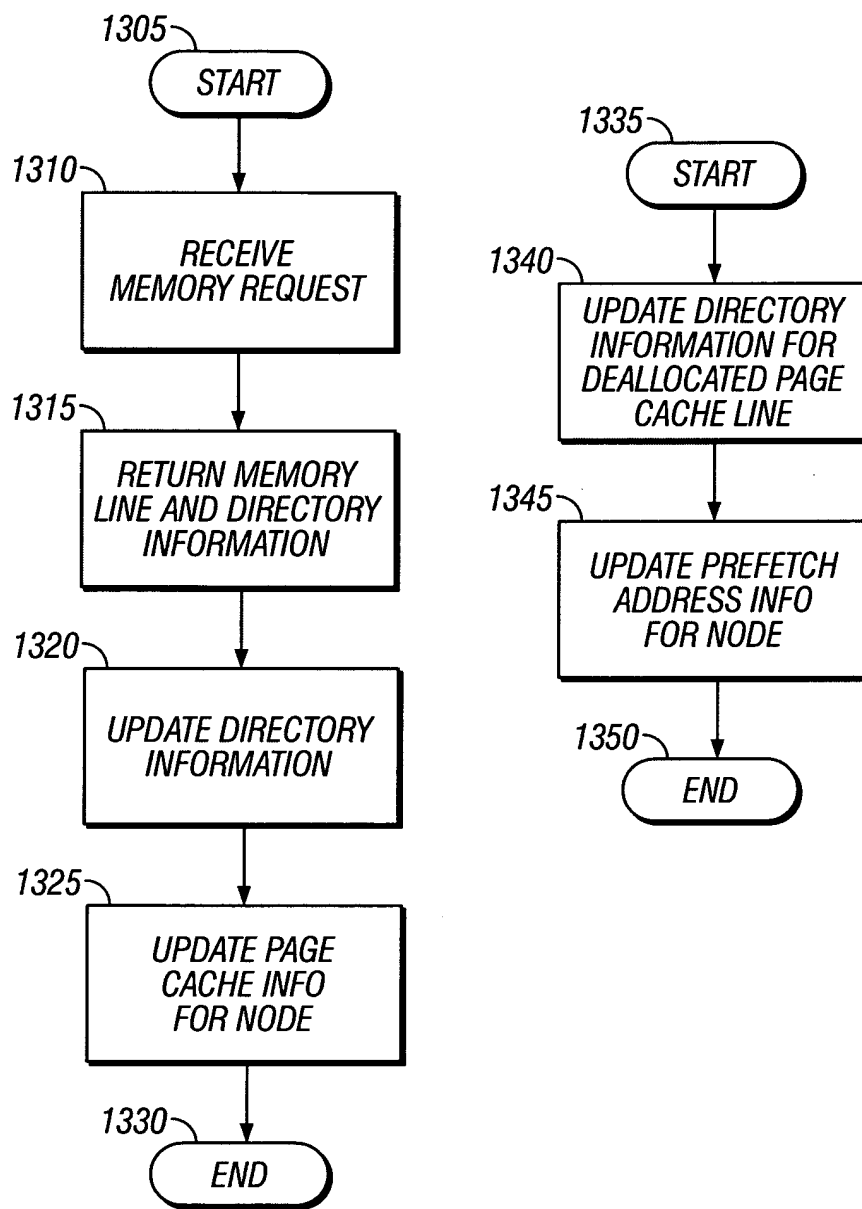 1305
START
1310
RECEIVE
MEMORY REQUEST
1315
RETURN MEMORY
LINE AND DIRECTORY
INFORMATION
1320
UPDATE DIRECTORY
INFORMATION
1325
UPDATE PAGE
CACHE INFO
FOR NODE
1330
END
1335
START
1340
UPDATE DIRECTORY
INFORMATION FOR
DEALLOCATED PAGE
CACHE LINE
1345
UPDATE PREFETCH
ADDRESS INFO
FOR NODE
1350
END